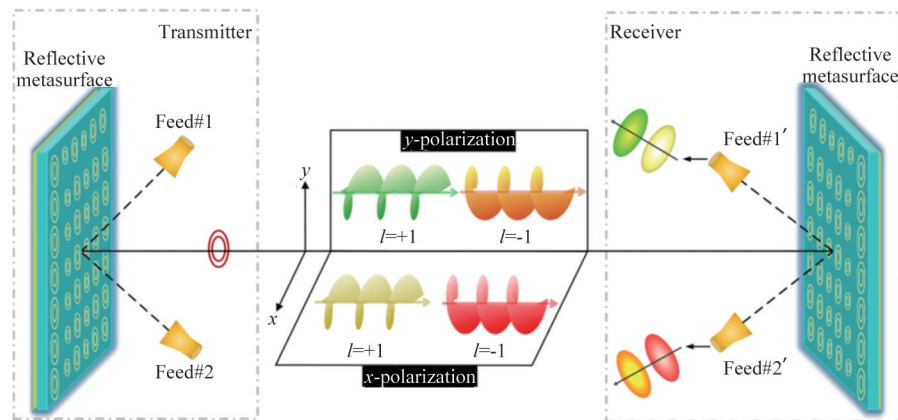 Transmitter
Reflective
metasurface
Feed#1
Feed#2
y-polarization
y
l=+1
l=-1
x
l=+1
l=-1
x-polarization
Receiver
Reflective
metasurface
Feed#1′
Feed#2′